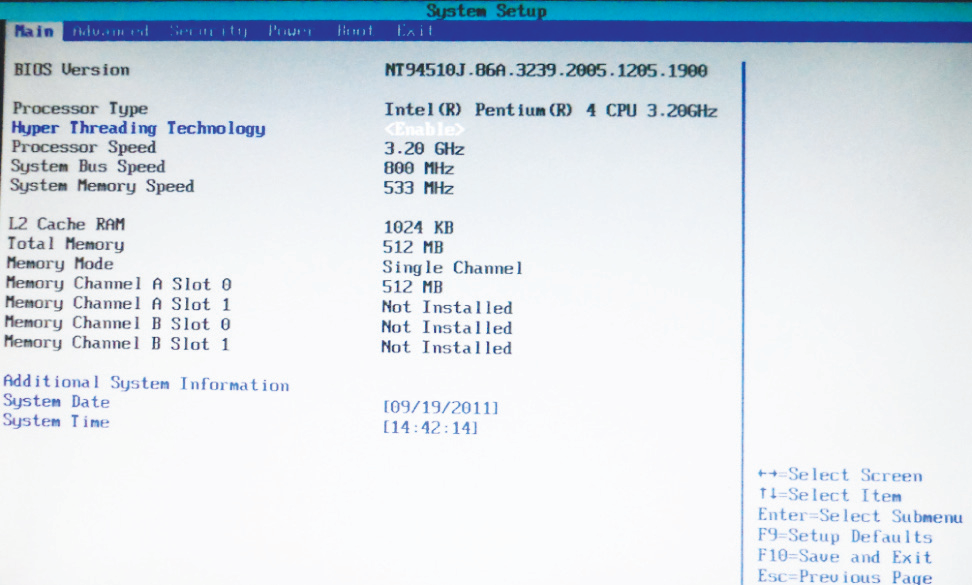 System Setup
Main Advanced Security Power Boot Exit
BIOS Version NT94510J.86A.3239.2005.1205.1900
Processor Type Intel(R) Pentium(R) 4 CPU 3.20GHz
Hyper Threading Technology <Enable>
Processor Speed 3.20 GHz
System Bus Speed 800 MHz
System Memory Speed 533 MHz
L2 Cache RAM 1024 KB
Total Memory 512 MB
Memory Mode Single Channel
Memory Channel A Slot 0 512 MB
Memory Channel A Slot 1 Not Installed
Memory Channel B Slot 0 Not Installed
Memory Channel B Slot 1 Not Installed
Additional System Information
System Date [09/19/2011]
System Time [14:42:14]
←→=Select Screen
↑↓=Select Item
Enter=Select Submenu
F9=Setup Defaults
F10=Save and Exit
Esc=Previous Page